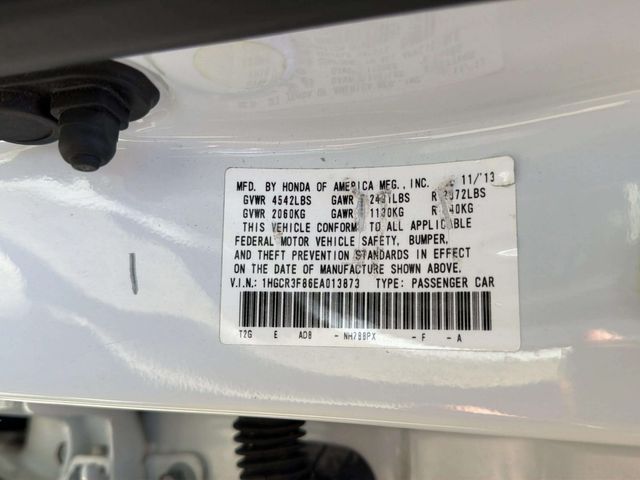 MFD. BY HONDA OF AMERICA MFG., INC. 11/'13
GVWR 4542LBS GAWR
GVWR 2060KG GAWR 1130KG
THIS VEHICLE CONFORMS TO ALL APPLICABLE
FEDERAL MOTOR VEHICLE SAFETY, BUMPER,
AND THEFT PREVENTION STANDARDS IN EFFECT
ON THE DATE OF MANUFACTURE SHOWN ABOVE.
V.I.N.: 1HGCR3F86EA013873 TYPE: PASSENGER CAR
T2G E AD8 - NH788PX - F - A